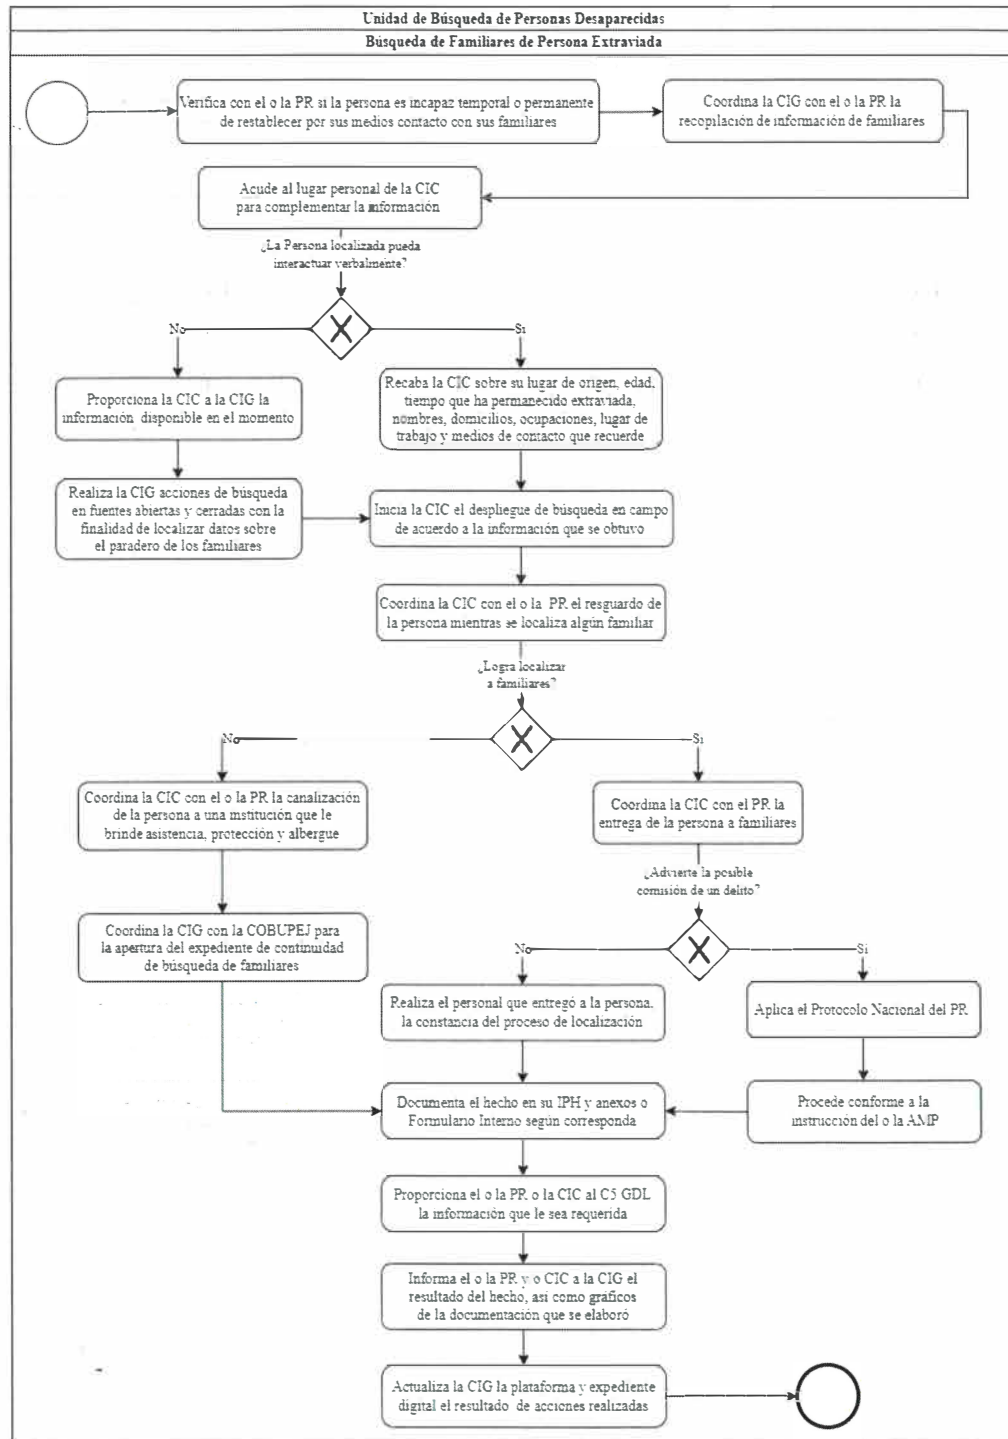 Unidad de Búsqueda de Personas Desaparecidas
Búsqueda de Familiares de Persona Extraviada
Verifica con el o la PR si la persona es incapaz temporal o permanente
de restablecer por sus medios contacto con sus familiares
Coordina la CIG con el o la PR la
recopilación de información de familiares
Acude al lugar personal de la CIC
para complementar la información
¿La Persona localizada pueda
interactuar verbalmente?
No
Si
Proporciona la CIC a la CIG la
información disponible en el momento
Recaba la CIC sobre su lugar de origen, edad,
tiempo que ha permanecido extraviada,
nombres, domicilios, ocupaciones, lugar de
trabajo y medios de contacto que recuerde
Realiza la CIG acciones de búsqueda
en fuentes abiertas y cerradas con la
finalidad de localizar datos sobre
el paradero de los familiares
Inicia la CIC el despliegue de búsqueda en campo
de acuerdo a la información que se obtuvo
Coordina la CIC con el o la PR el resguardo de
la persona mientras se localiza algún familiar
¿Logra localizar
a familiares?
No
Si
Coordina la CIC con el o la PR la canalización
de la persona a una institución que le
brinde asistencia, protección y albergue
Coordina la CIC con el PR la
entrega de la persona a familiares
¿Advierte la posible
comisión de un delito?
Coordina la CIG con la COBUPEJ para
la apertura del expediente de continuidad
de búsqueda de familiares
No
Si
Realiza el personal que entregó a la persona,
la constancia del proceso de localización
Aplica el Protocolo Nacional del PR
Documenta el hecho en su IPH y anexos o
Formulario Interno según corresponda
Procede conforme a la
instrucción del o la AMP
Proporciona el o la PR o la CIC al C5 GDL
la información que le sea requerida
Informa el o la PR y o CIC a la CIG el
resultado del hecho, así como gráficos
de la documentación que se elaboró
Actualiza la CIG la plataforma y expediente
digital el resultado de acciones realizadas